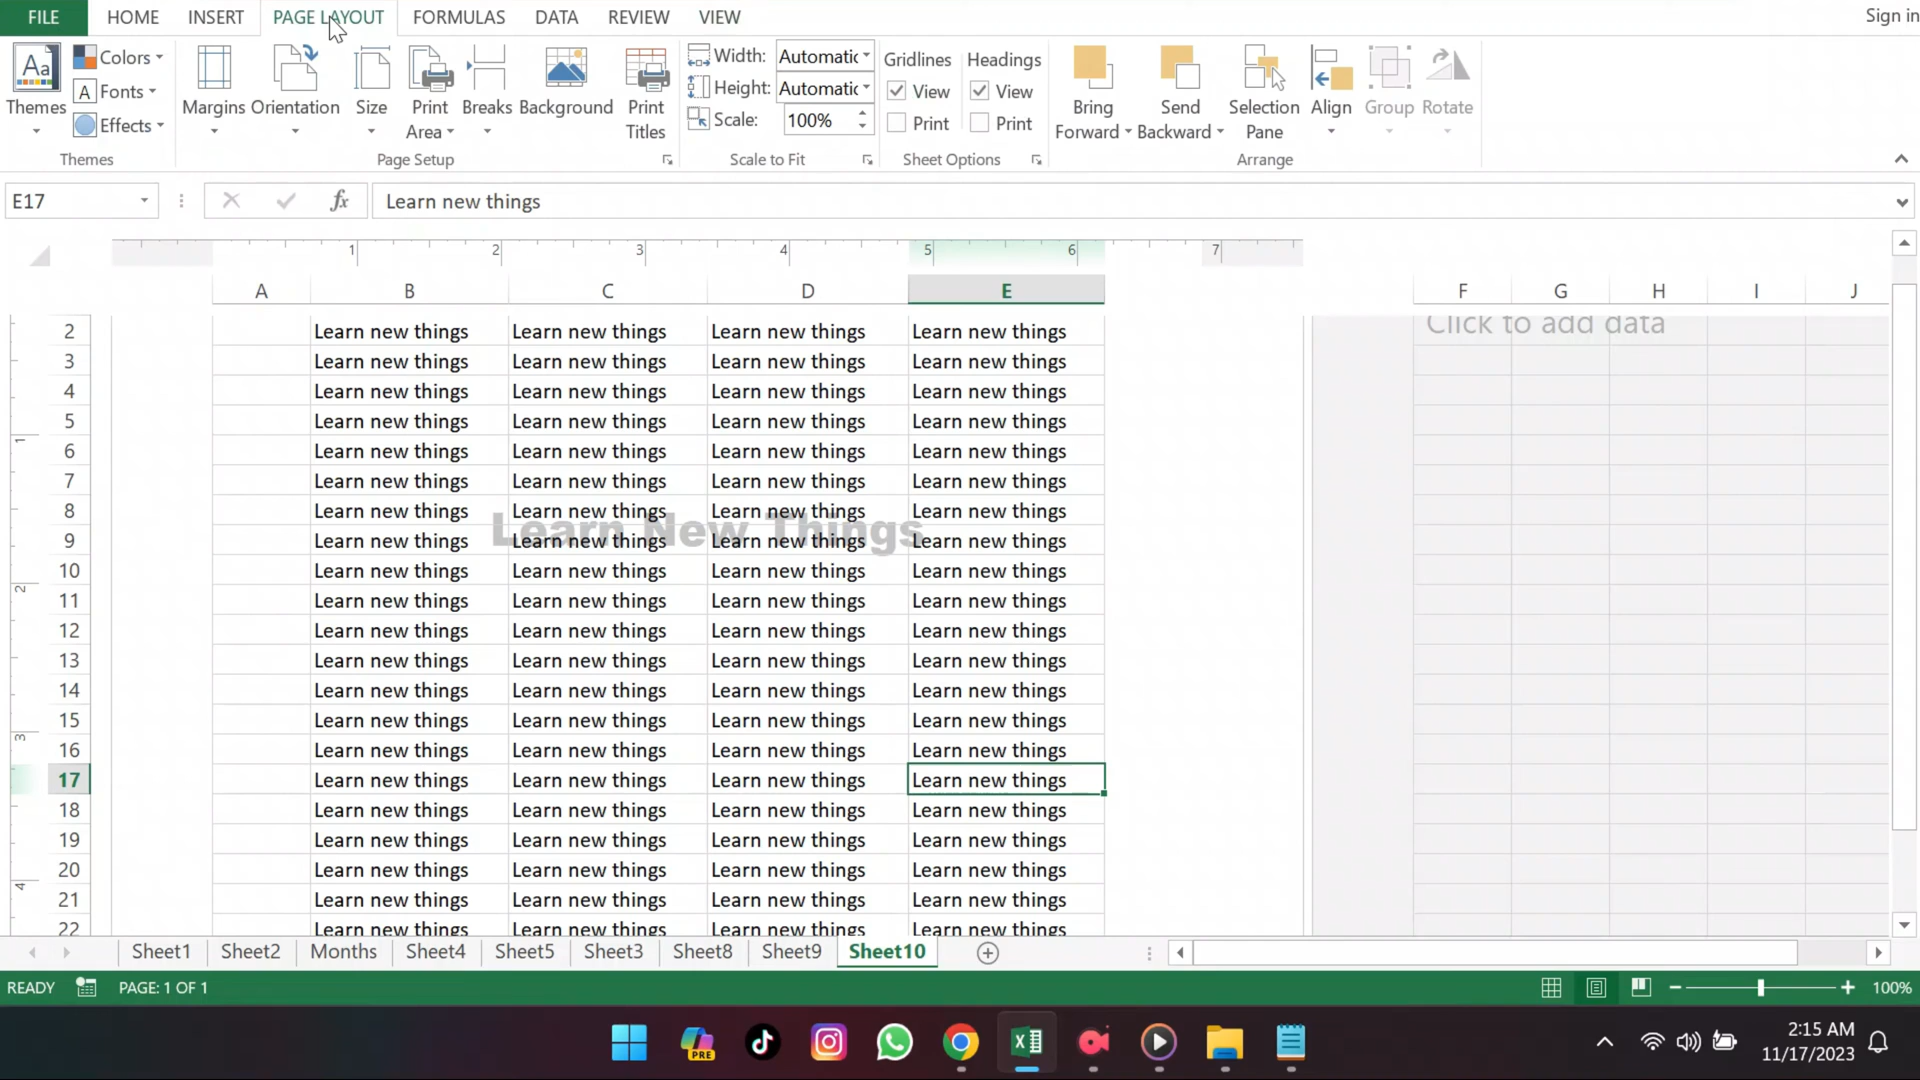 FILE HOME INSERT PAGE LAYOUT FORMULAS DATA REVIEW VIEW Sign in
Aa Themes Colors A Fonts Effects Margins Orientation Size Print Area Breaks Background Print Titles Width: Automatic Height: Automatic Scale: 100% Gridlines View Print Headings View Print Bring Forward Send Backward Selection Pane Align Group Rotate
Themes Page Setup Scale to Fit Sheet Options Arrange
E17 fx Learn new things
1 2 3 4 5 6 7
A B C D E F G H I J
2 Learn new things Learn new things Learn new things Learn new things Click to add data
3 Learn new things Learn new things Learn new things Learn new things
4 Learn new things Learn new things Learn new things Learn new things
1
5 Learn new things Learn new things Learn new things Learn new things
6 Learn new things Learn new things Learn new things Learn new things
7 Learn new things Learn new things Learn new things Learn new things
8 Learn new things Learn new things Learn new things Learn new things
Learn New Things
9 Learn new things Learn new things Learn new things Learn new things
10 Learn new things Learn new things Learn new things Learn new things
2
11 Learn new things Learn new things Learn new things Learn new things
12 Learn new things Learn new things Learn new things Learn new things
13 Learn new things Learn new things Learn new things Learn new things
14 Learn new things Learn new things Learn new things Learn new things
15 Learn new things Learn new things Learn new things Learn new things
3
16 Learn new things Learn new things Learn new things Learn new things
17 Learn new things Learn new things Learn new things Learn new things
18 Learn new things Learn new things Learn new things Learn new things
19 Learn new things Learn new things Learn new things Learn new things
20 Learn new things Learn new things Learn new things Learn new things
4
21 Learn new things Learn new things Learn new things Learn new things
22 Learn new things Learn new things Learn new things Learn new things
Sheet1 Sheet2 Months Sheet4 Sheet5 Sheet3 Sheet8 Sheet9 Sheet10
READY PAGE: 1 OF 1 100%
PRE 2:15 AM
11/17/2023